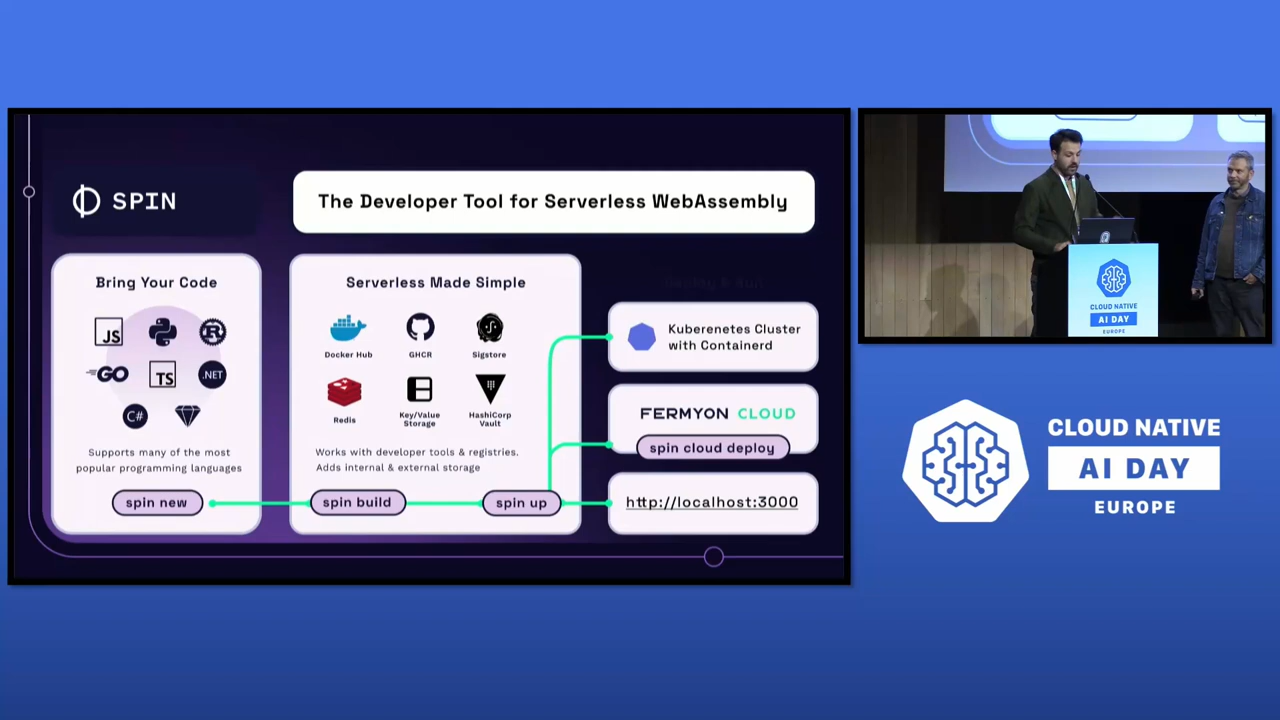 SPIN
The Developer Tool for Serverless WebAssembly
Bring Your Code
JS
GO
TS
.NET
C#
Supports many of the most
popular programming languages
spin new
Serverless Made Simple
Docker Hub
GHCR
Sigstore
Redis
Key/Value
Storage
HashiCorp
Vault
Works with developer tools & registries.
Adds internal & external storage
spin build
spin up
Deploy & Run
Kuberenetes Cluster
with Containerd
FERMYON CLOUD
spin cloud deploy
http://localhost:3000
CLOUD NATIVE
AI DAY
EUROPE
CLOUD NATIVE
AI DAY
EUROPE